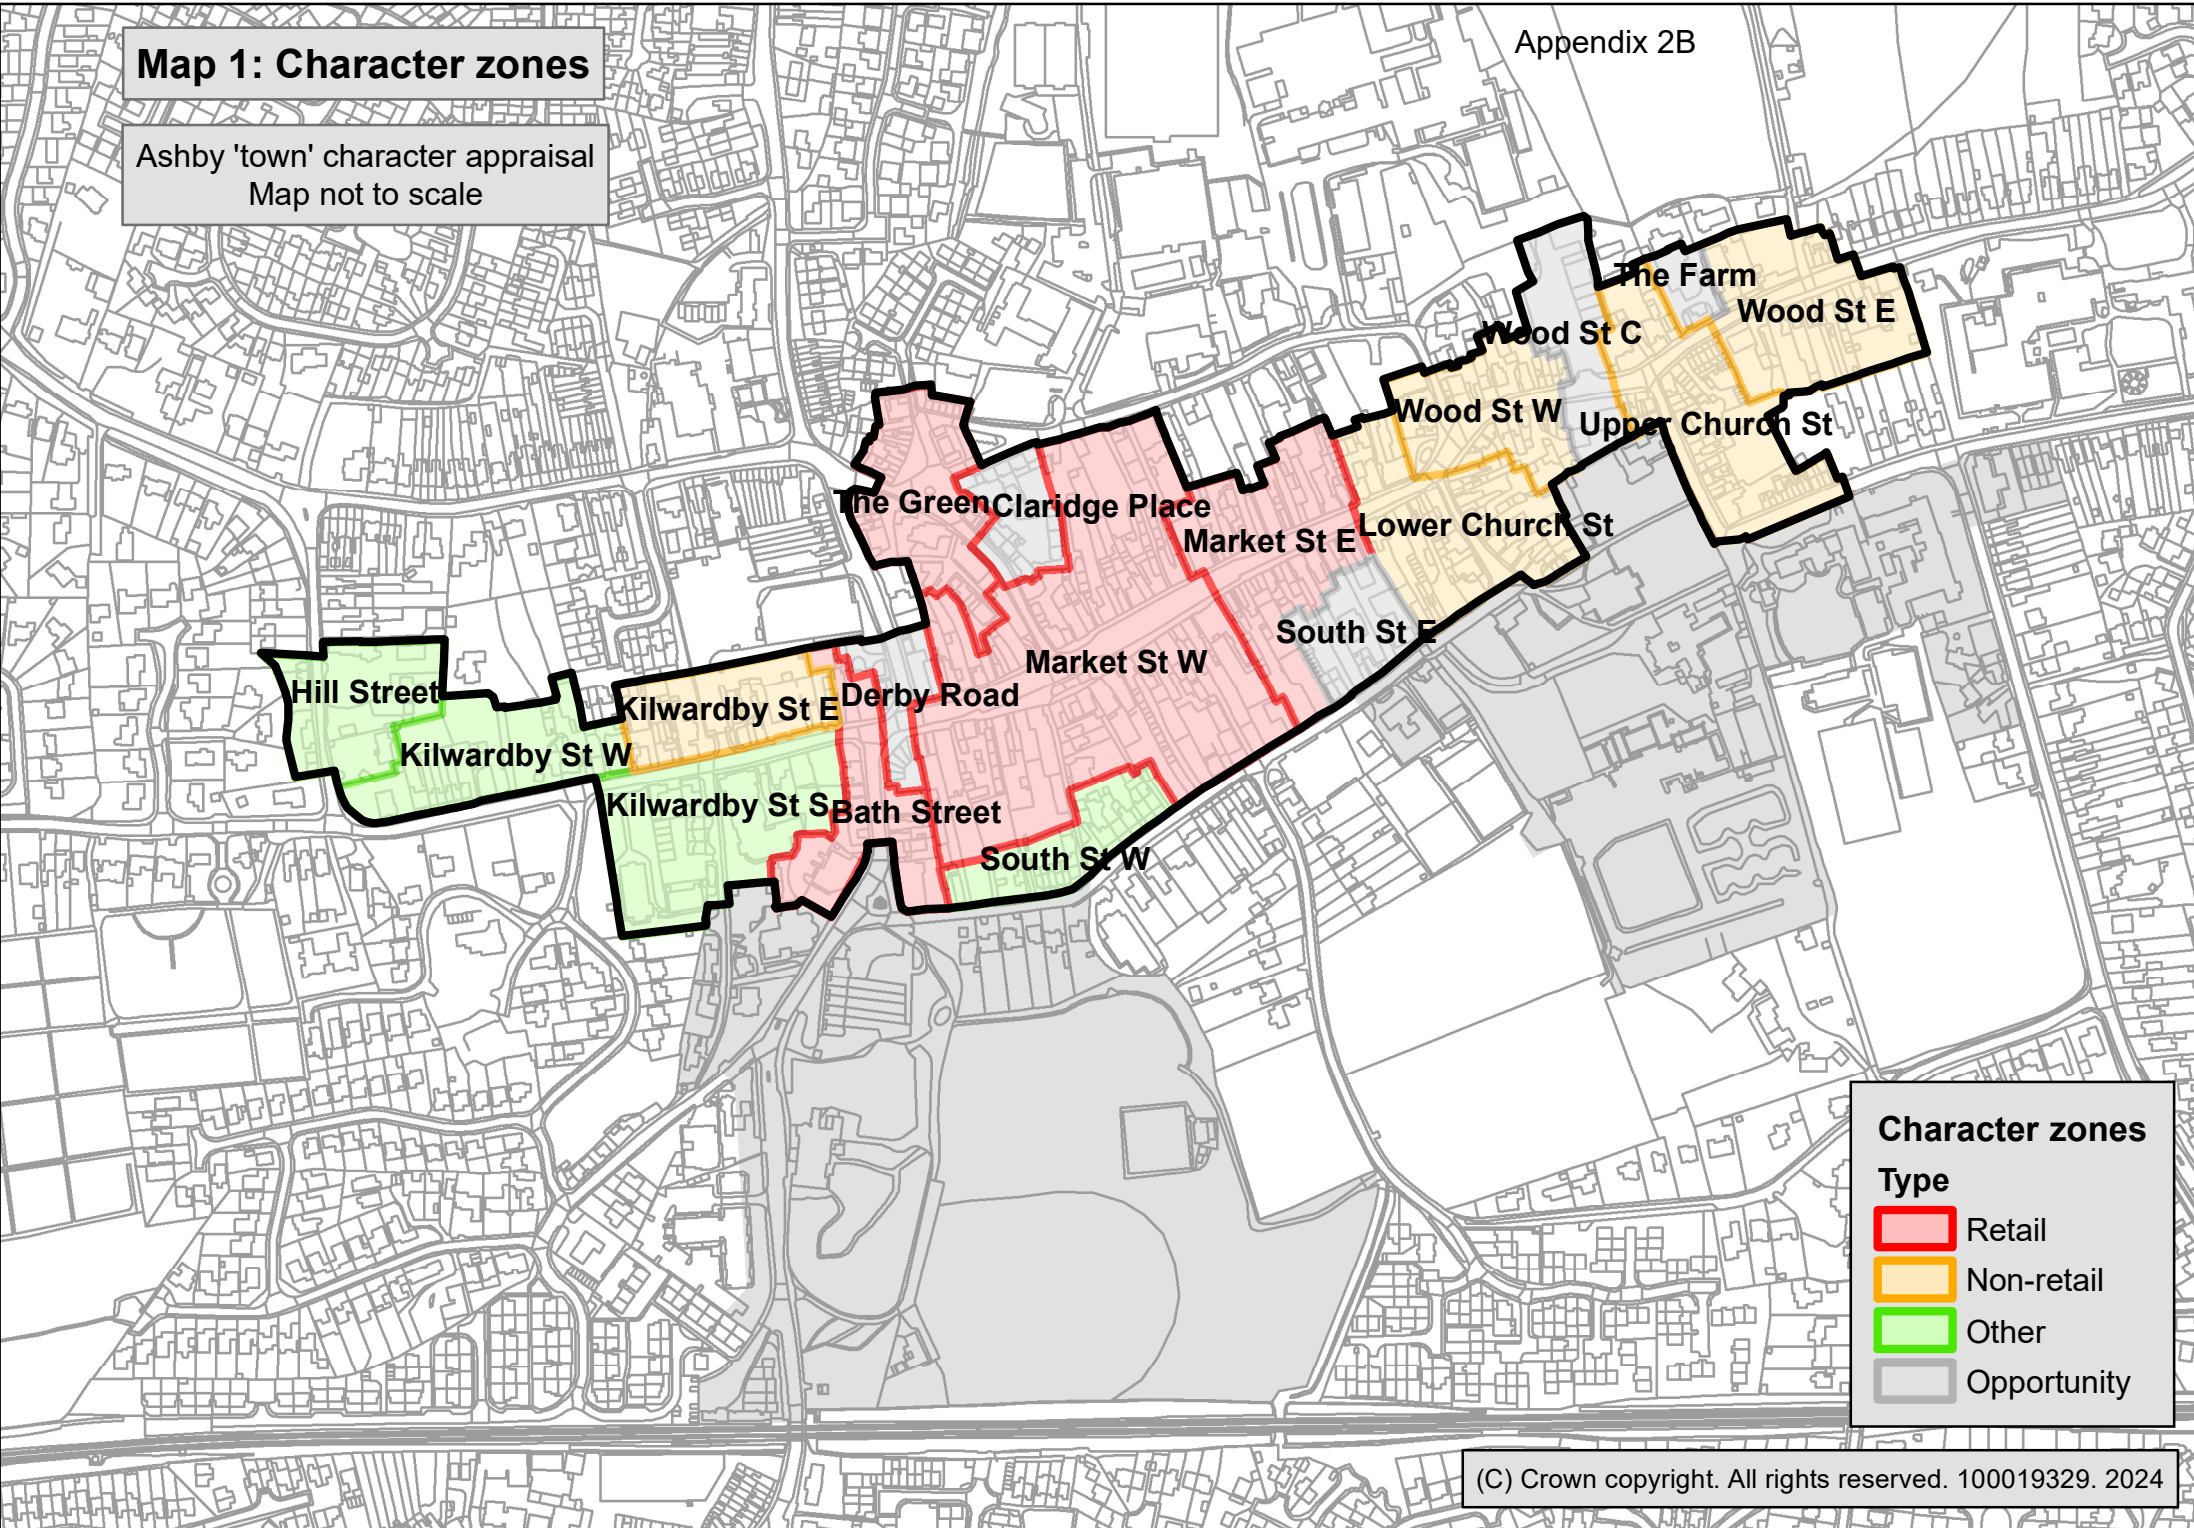 Appendix 2B
Map 1: Character zones
Ashby 'town' character appraisal
Map not to scale
The Farm
Wood St E
Wood St C
Wood St W
Upper Church St
The Green
Claridge Place
Market St E
Lower Church St
South St E
Market St W
Hill Street
Derby Road
Kilwardby St E
Kilwardby St W
Kilwardby St S
Bath Street
South St W
Character zones
Type
Retail
Non-retail
Other
Opportunity
(C) Crown copyright. All rights reserved. 100019329. 2024